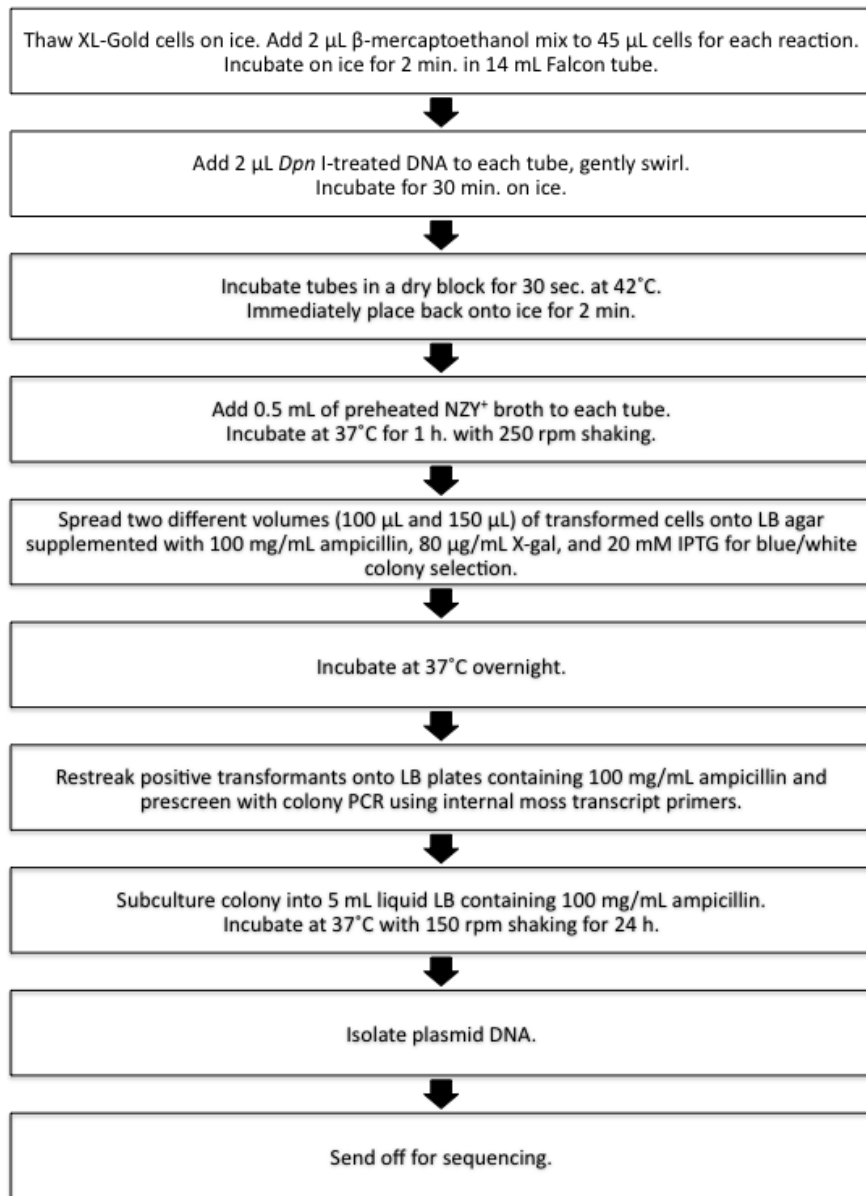 Thaw XL-Gold cells on ice. Add 2 µL β-mercaptoethanol mix to 45 µL cells for each reaction.
Incubate on ice for 2 min. in 14 mL Falcon tube.
Add 2 µL Dpn I-treated DNA to each tube, gently swirl.
Incubate for 30 min. on ice.
Incubate tubes in a dry block for 30 sec. at 42˚C.
Immediately place back onto ice for 2 min.
Add 0.5 mL of preheated NZY⁺ broth to each tube.
Incubate at 37˚C for 1 h. with 250 rpm shaking.
Spread two different volumes (100 µL and 150 µL) of transformed cells onto LB agar
supplemented with 100 mg/mL ampicillin, 80 µg/mL X-gal, and 20 mM IPTG for blue/white
colony selection.
Incubate at 37˚C overnight.
Restreak positive transformants onto LB plates containing 100 mg/mL ampicillin and
prescreen with colony PCR using internal moss transcript primers.
Subculture colony into 5 mL liquid LB containing 100 mg/mL ampicillin.
Incubate at 37˚C with 150 rpm shaking for 24 h.
Isolate plasmid DNA.
Send off for sequencing.